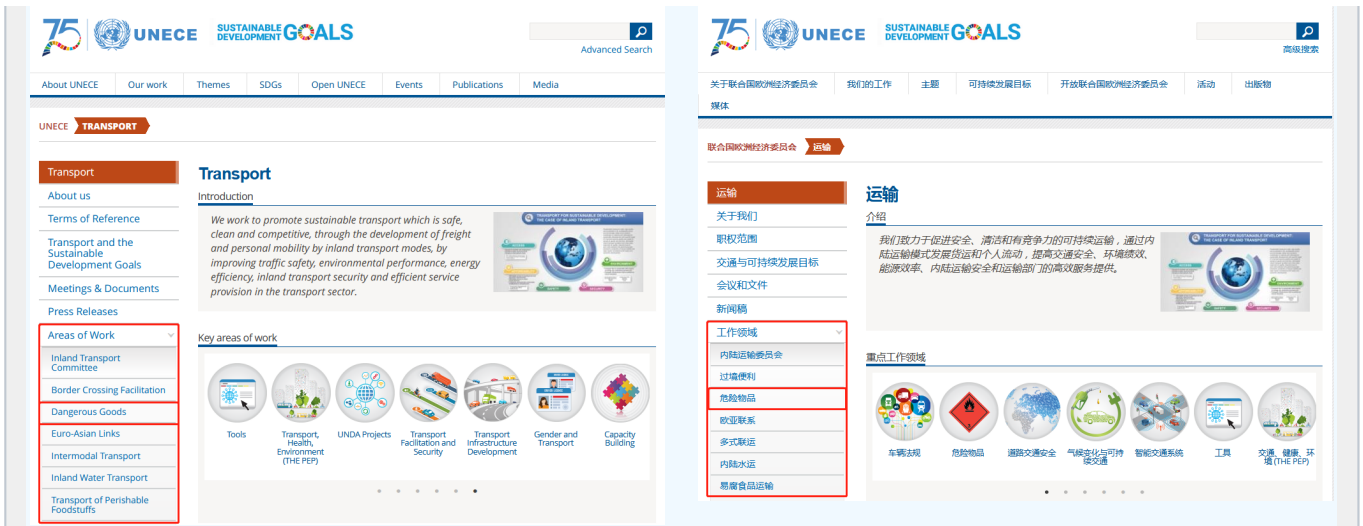 75 UNECE SUSTAINABLE DEVELOPMENT GOALS
Advanced Search
About UNECE Our work Themes SDGs Open UNECE Events Publications Media
UNECE TRANSPORT
Transport
About us
Terms of Reference
Transport and the
Sustainable
Development Goals
Meetings & Documents
Press Releases
Areas of Work
Inland Transport
Committee
Border Crossing Facilitation
Dangerous Goods
Euro-Asian Links
Intermodal Transport
Inland Water Transport
Transport of Perishable
Foodstuffs
Transport
Introduction
We work to promote sustainable transport which is safe,
clean and competitive, through the development of freight
and personal mobility by inland transport modes, by
improving traffic safety, environmental performance, energy
efficiency, inland transport security and efficient service
provision in the transport sector.
TRANSPORT FOR SUSTAINABLE DEVELOPMENT:
THE CASE OF INLAND TRANSPORT
Key areas of work
Tools
Transport,
Health,
Environment
(THE PEP)
UNDA Projects
Transport
Facilitation and
Security
Transport
Infrastructure
Development
Gender and
Transport
Capacity
Building
75 UNECE SUSTAINABLE DEVELOPMENT GOALS
高级搜索
关于联合国欧洲经济委员会 我们的工作 主题 可持续发展目标 开放联合国欧洲经济委员会 活动 出版物
媒体
联合国欧洲经济委员会 运输
运输
关于我们
职权范围
交通与可持续发展目标
会议和文件
新闻稿
工作领域
内陆运输委员会
过境便利
危险物品
欧亚联系
多式联运
内陆水运
易腐食品运输
运输
介绍
我们致力于促进安全、清洁和有竞争力的可持续运输，通过内
陆运输模式发展货运和个人流动，提高交通安全、环境绩效、
能源效率、内陆运输安全和运输部门的高效服务提供。
TRANSPORT FOR SUSTAINABLE DEVELOPMENT:
THE CASE OF INLAND TRANSPORT
重点工作领域
车辆法规
危险物品
道路交通安全
气候变化与可持
续交通
智能交通系统
工具
交通、健康、环
境 (THE PEP)